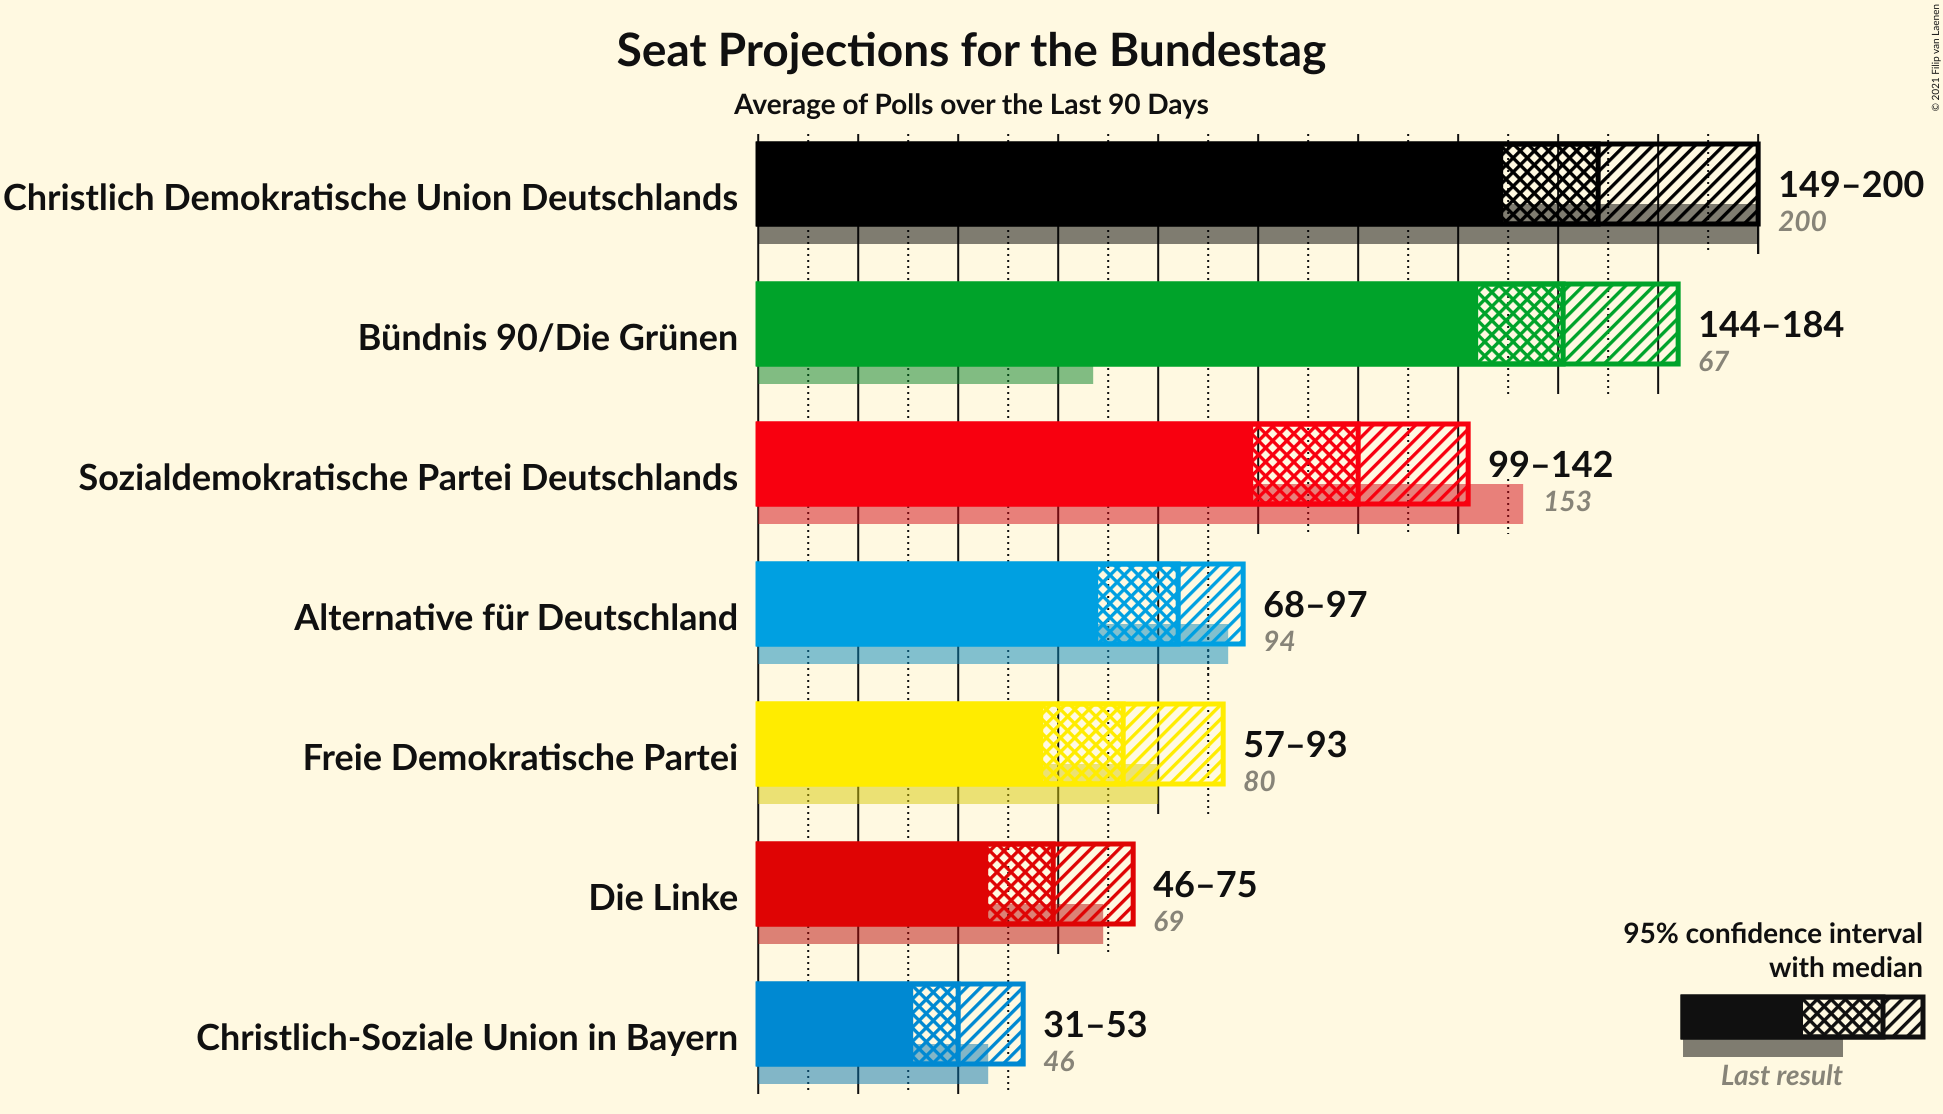 Seat Projections for the Bundestag
Average of Polls over the Last 90 Days
© 2021 Filip van Laenen
Christlich Demokratische Union Deutschlands
149–200
200
Bündnis 90/Die Grünen
144–184
67
Sozialdemokratische Partei Deutschlands
99–142
153
Alternative für Deutschland
68–97
94
Freie Demokratische Partei
57–93
80
Die Linke
46–75
69
Christlich-Soziale Union in Bayern
31–53
46
95% confidence interval
with median
Last result